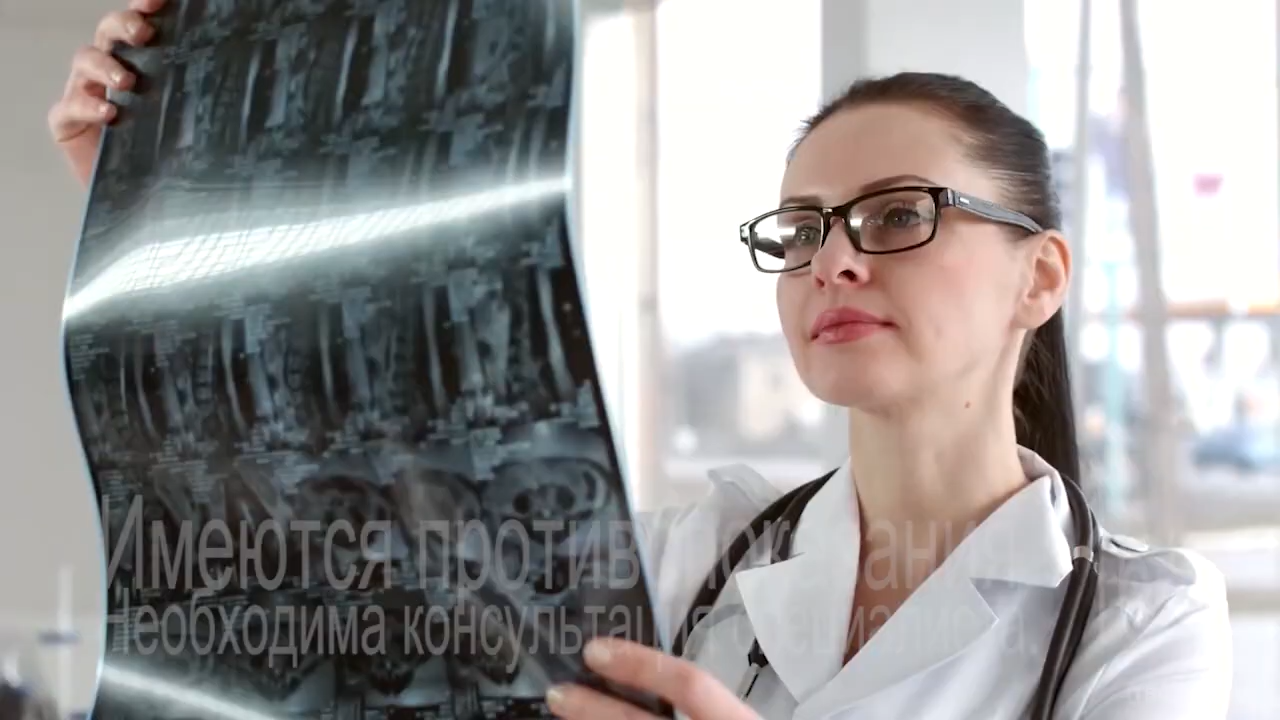 Имеются противопоказания.
Необходима консультация специалиста.